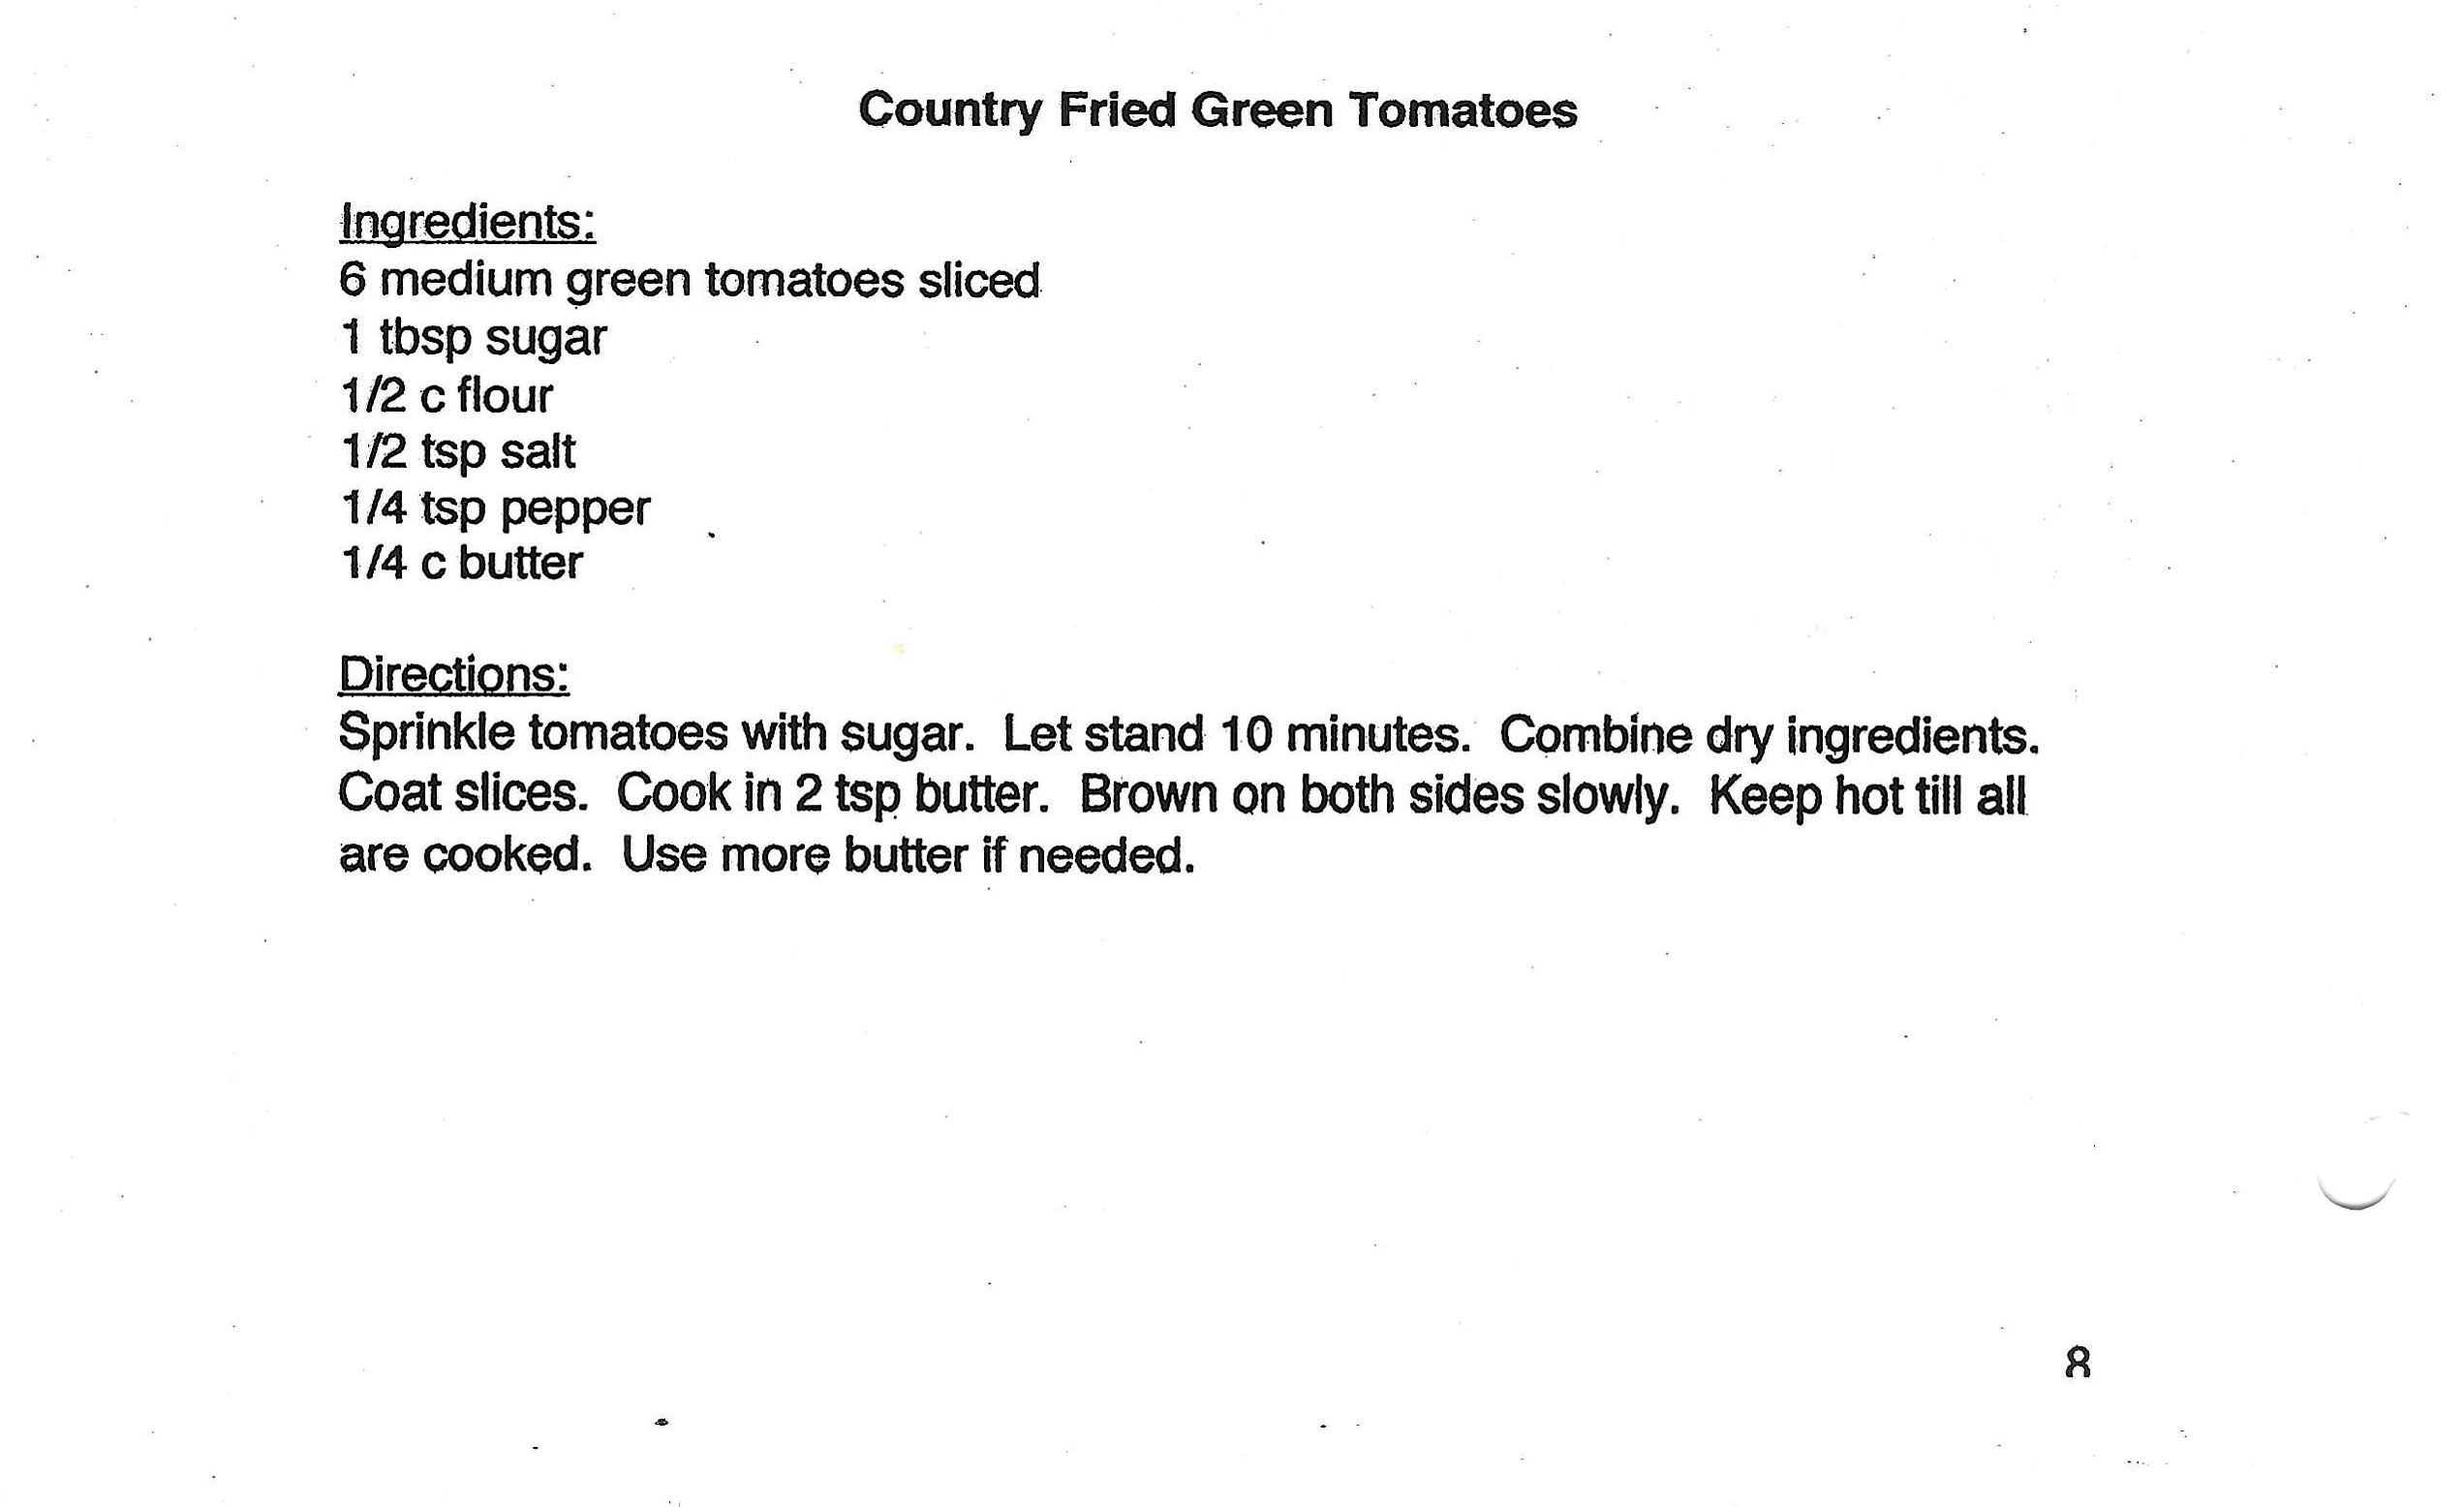 Country Fried Green Tomatoes
Ingredients:
6 medium green tomatoes sliced
1 tbsp sugar
1/2 c flour
1/2 tsp salt
1/4 tsp pepper
1/4 c butter
Directions:
Sprinkle tomatoes with sugar. Let stand 10 minutes. Combine dry ingredients.
Coat slices. Cook in 2 tsp butter. Brown on both sides slowly. Keep hot till all
are cooked. Use more butter if needed.
8